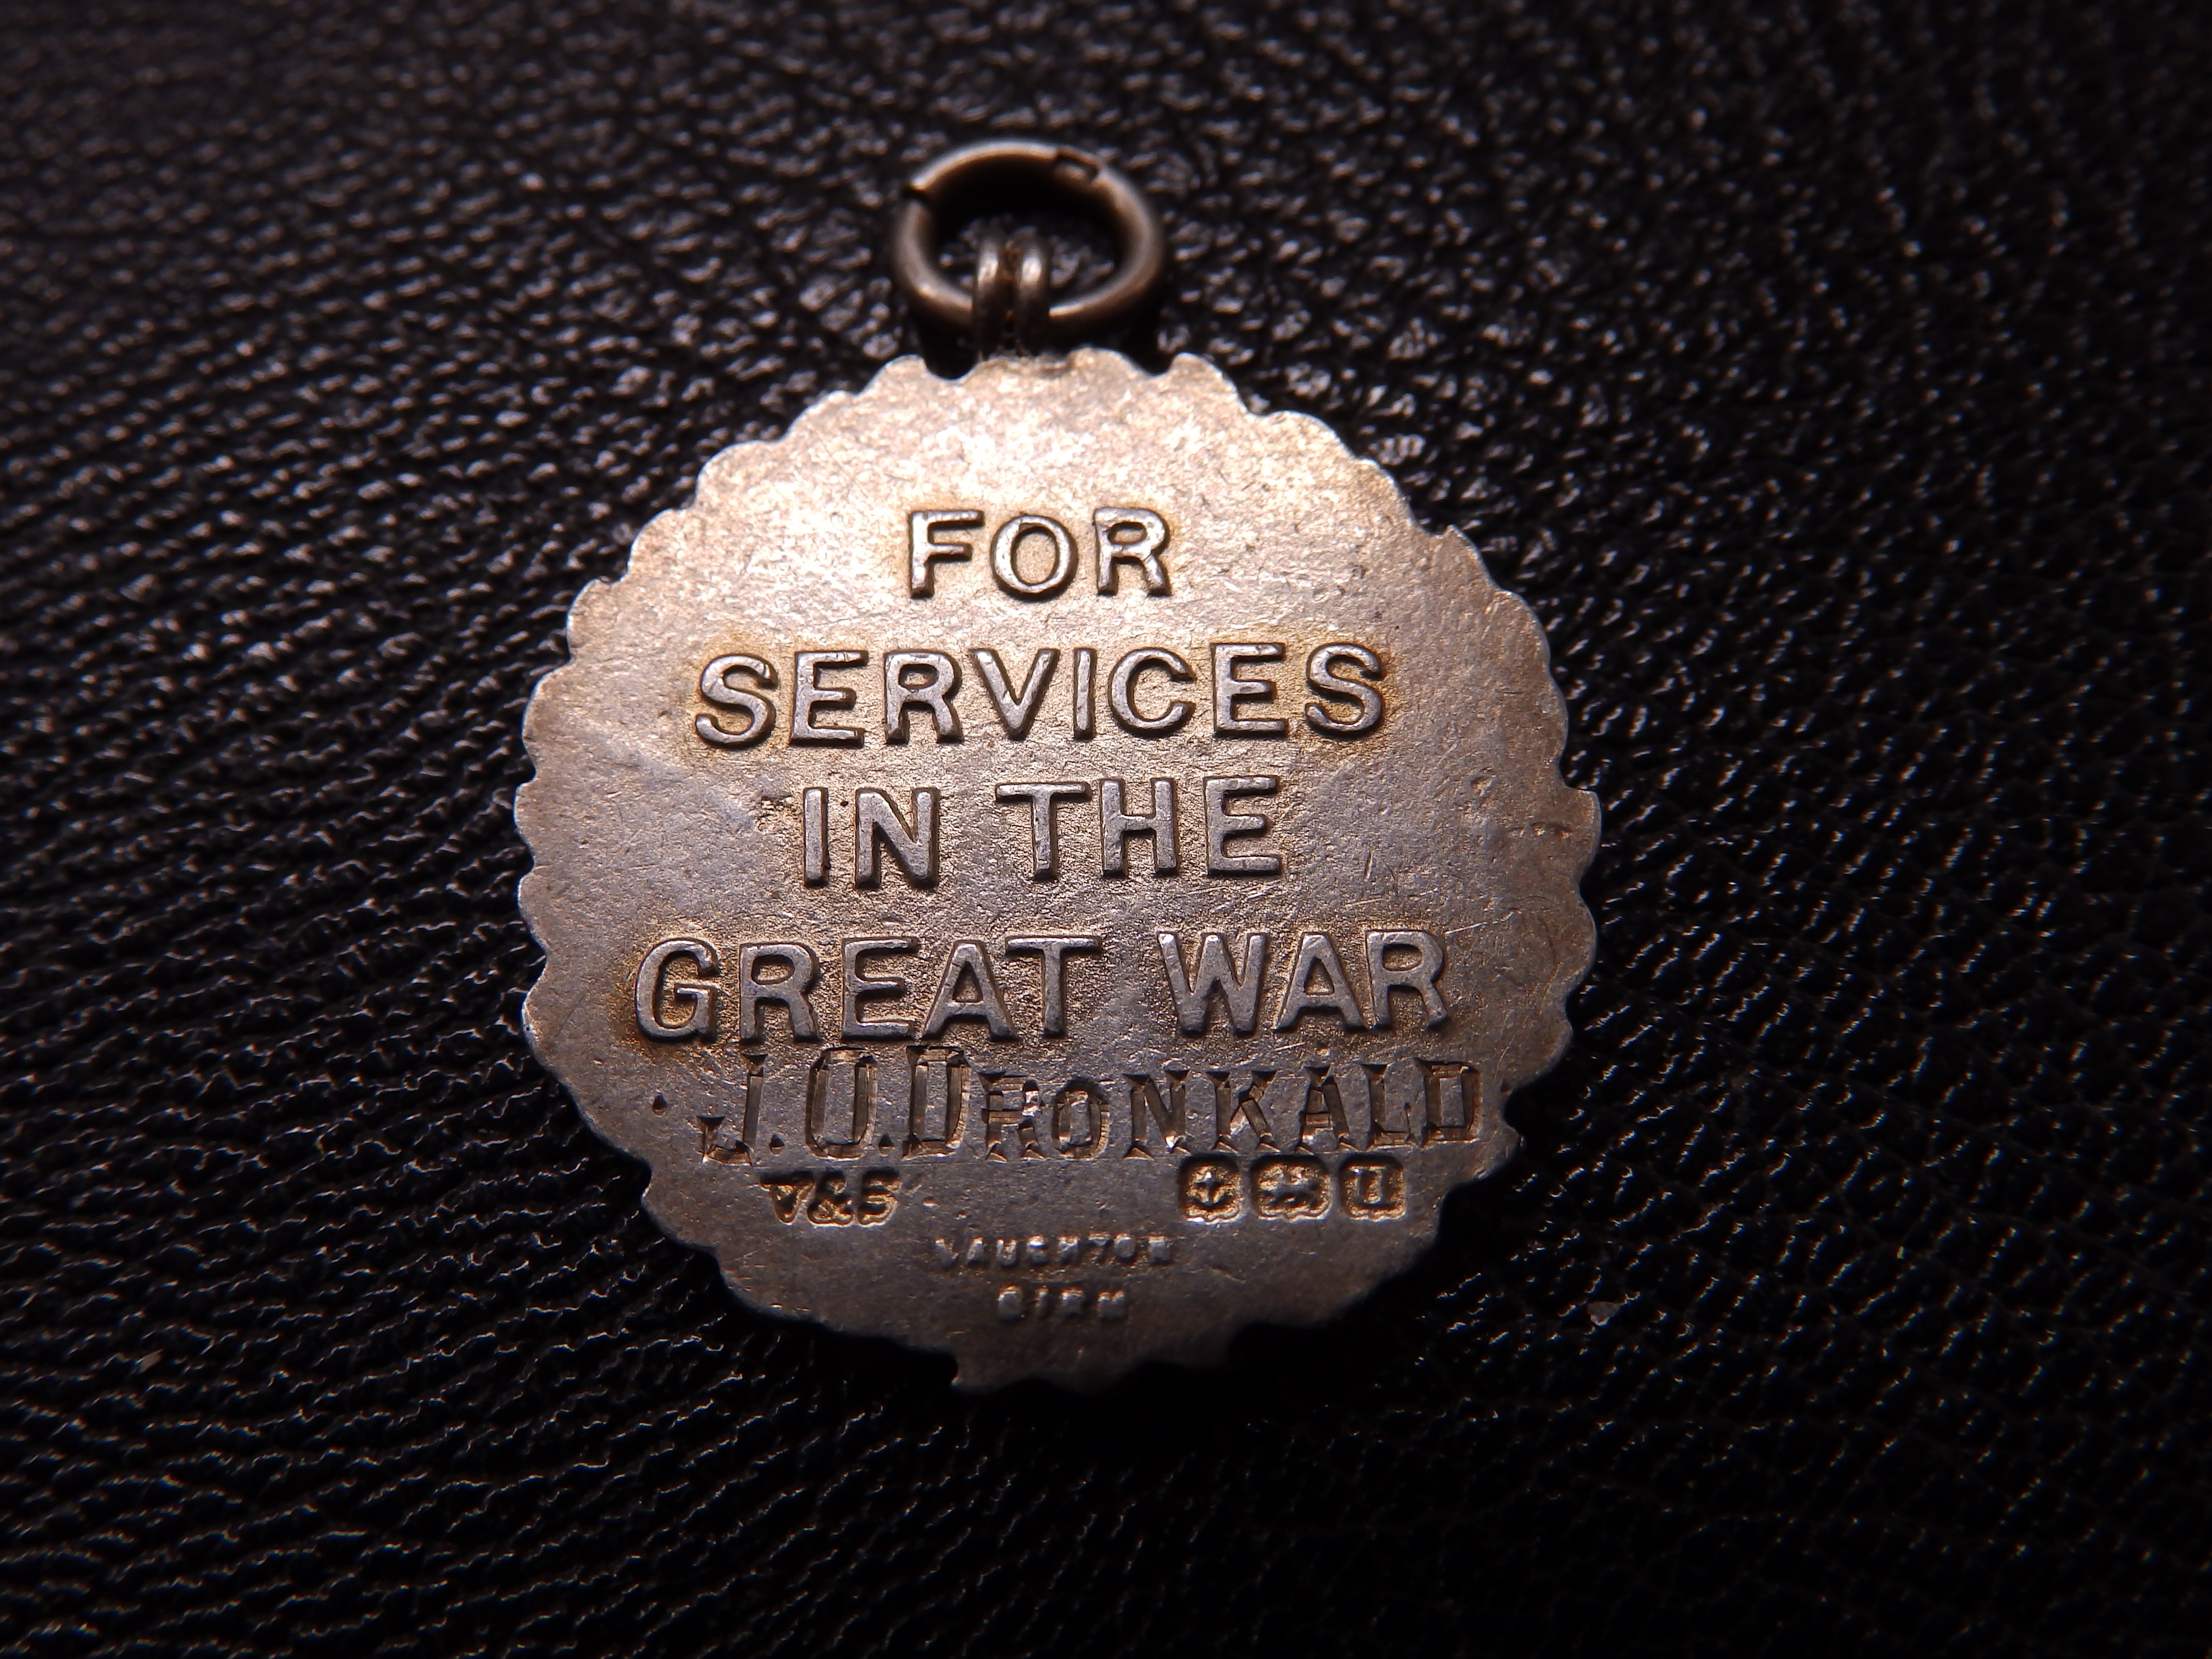 FOR
SERVICES
IN THE
GREAT WAR
J.O.DRONKALD
V&S U
VAUGHTON
BIRM